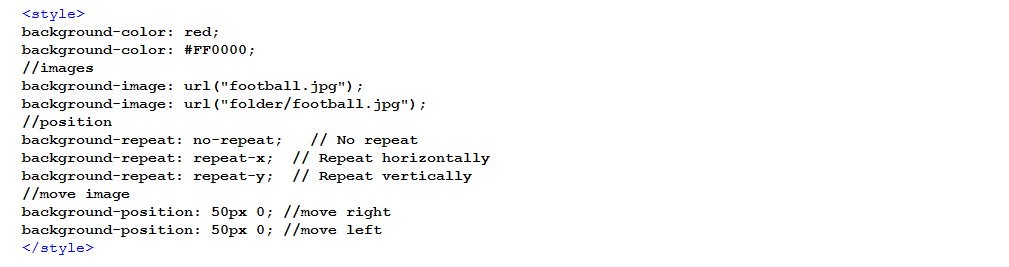 <style>
background-color: red;
background-color: #FF0000;
//images
background-image: url("football.jpg");
background-image: url("folder/football.jpg");
//position
background-repeat: no-repeat;   // No repeat
background-repeat: repeat-x;  // Repeat horizontally
background-repeat: repeat-y;  // Repeat vertically
//move image
background-position: 50px 0; //move right
background-position: 50px 0; //move left
</style>